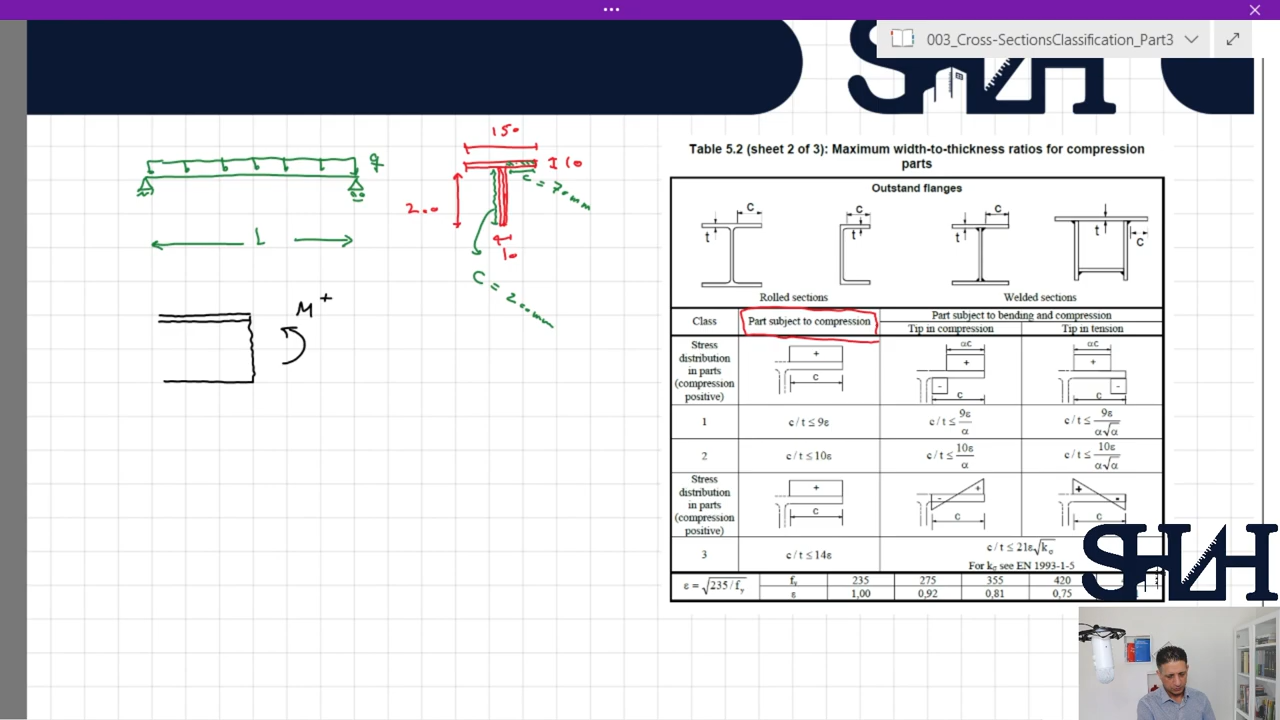 003_Cross-SectionsClassification_Part3
SHZH
q
L
150
10
c = 70mm
200
10
C = 200mm
M+
Table 5.2 (sheet 2 of 3): Maximum width-to-thickness ratios for compression
parts
Outstand flanges
c
t
c
t
c
t
c
t
Rolled sections
Welded sections
Class
Part subject to compression
Part subject to bending and compression
Tip in compression
Tip in tension
Stress
distribution
in parts
(compression
positive)
+
c
αc
+
-
c
αc
+
-
c
1
c / t ≤ 9ε
c / t ≤ 9ε/α
c / t ≤ 9ε/α√α
2
c / t ≤ 10ε
c / t ≤ 10ε/α
c / t ≤ 10ε/α√α
Stress
distribution
in parts
(compression
positive)
+
c
-
+
c
+
-
c
3
c / t ≤ 14ε
c / t ≤ 21ε√kσ
For kσ see EN 1993-1-5
ε = √235/fy
fy
235
275
355
420
ε
1,00
0,92
0,81
0,75
SHZH